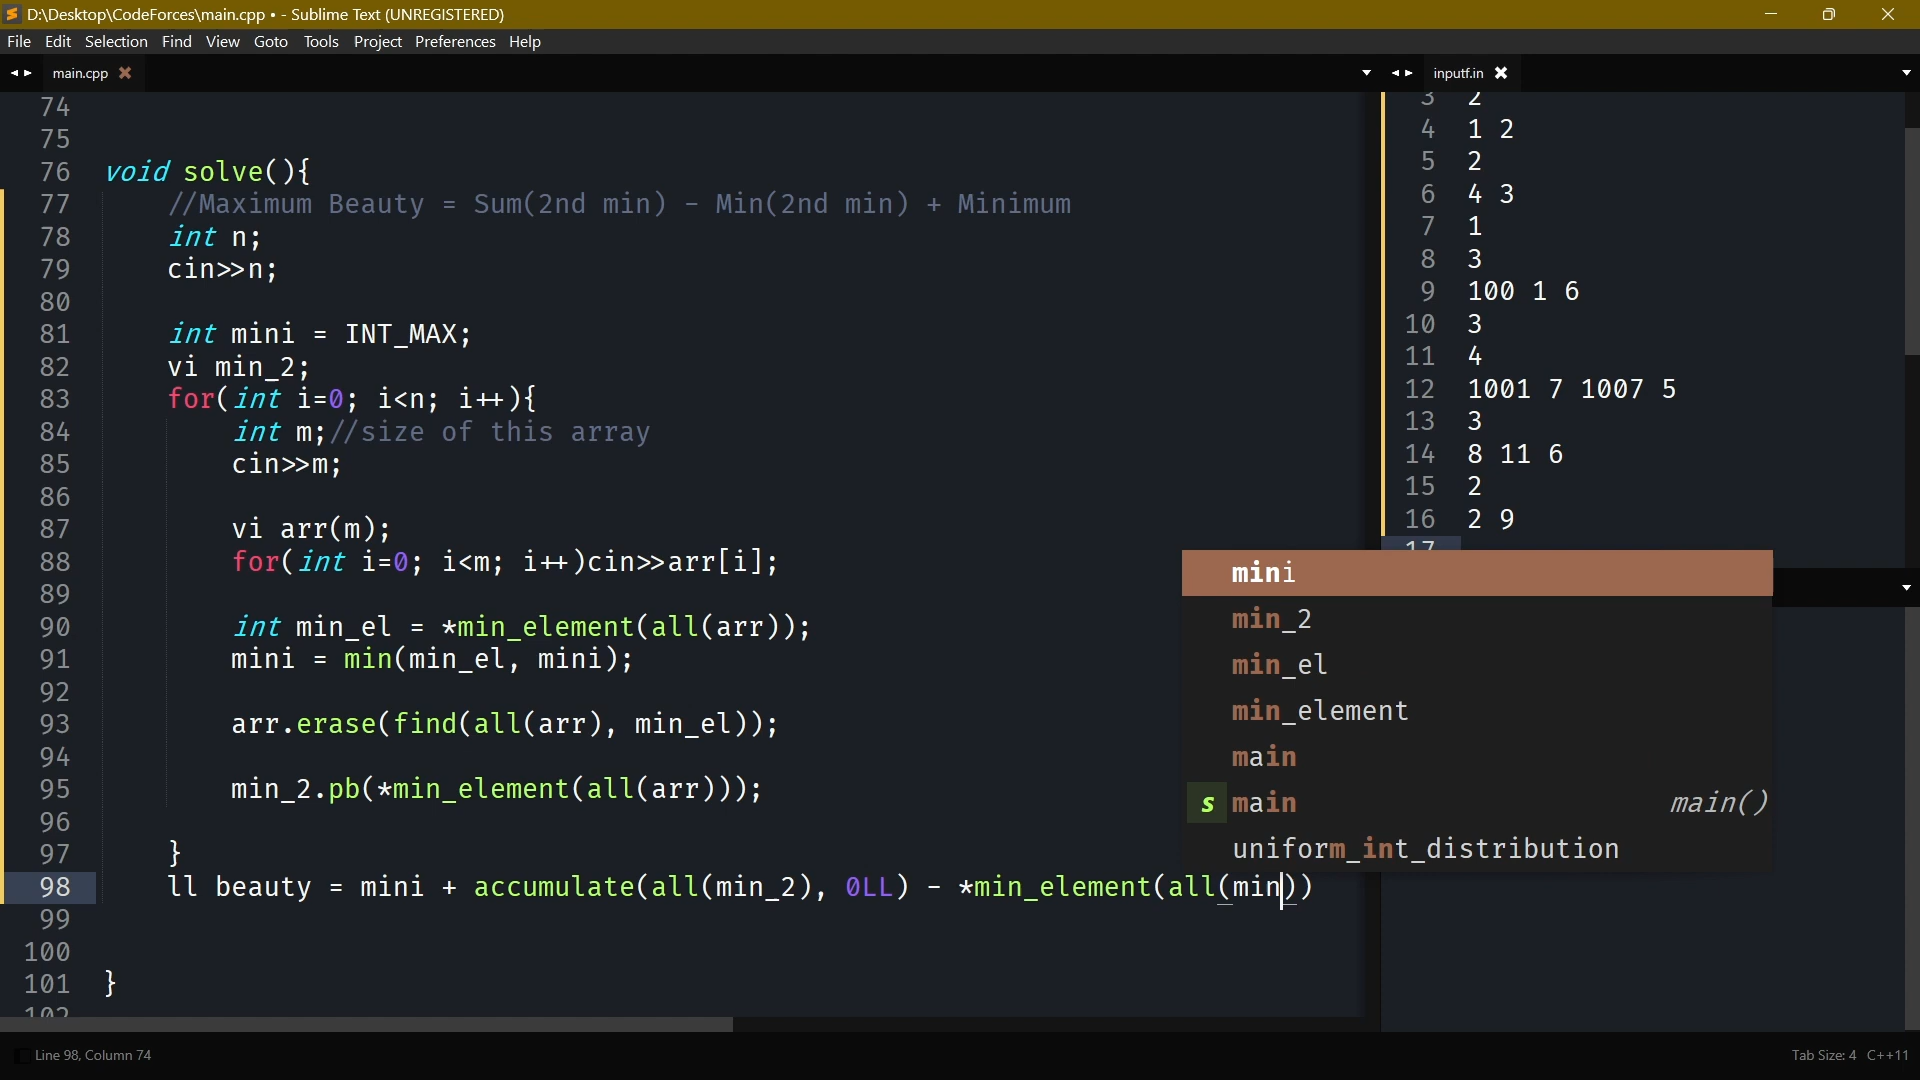 D:\Desktop\CodeForces\main.cpp • - Sublime Text (UNREGISTERED)
File Edit Selection Find View Goto Tools Project Preferences Help
main.cpp
74
75
76 void solve(){
77 //Maximum Beauty = Sum(2nd min) - Min(2nd min) + Minimum
78 int n;
79 cin>>n;
80
81 int mini = INT_MAX;
82 vi min_2;
83 for(int i=0; i<n; i++){
84 int m;//size of this array
85 cin>>m;
86
87 vi arr(m);
88 for(int i=0; i<m; i++)cin>>arr[i];
89
90 int min_el = *min_element(all(arr));
91 mini = min(min_el, mini);
92
93 arr.erase(find(all(arr), min_el));
94
95 min_2.pb(*min_element(all(arr)));
96
97 }
98 ll beauty = mini + accumulate(all(min_2), 0LL) - *min_element(all(min))
99
100
101 }
102
inputf.in
3 2
4 1 2
5 2
6 4 3
7 1
8 3
9 100 1 6
10 3
11 4
12 1001 7 1007 5
13 3
14 8 11 6
15 2
16 2 9
17
mini
min_2
min_el
min_element
main
s main main()
uniform_int_distribution
Line 98, Column 74
Tab Size: 4 C++11